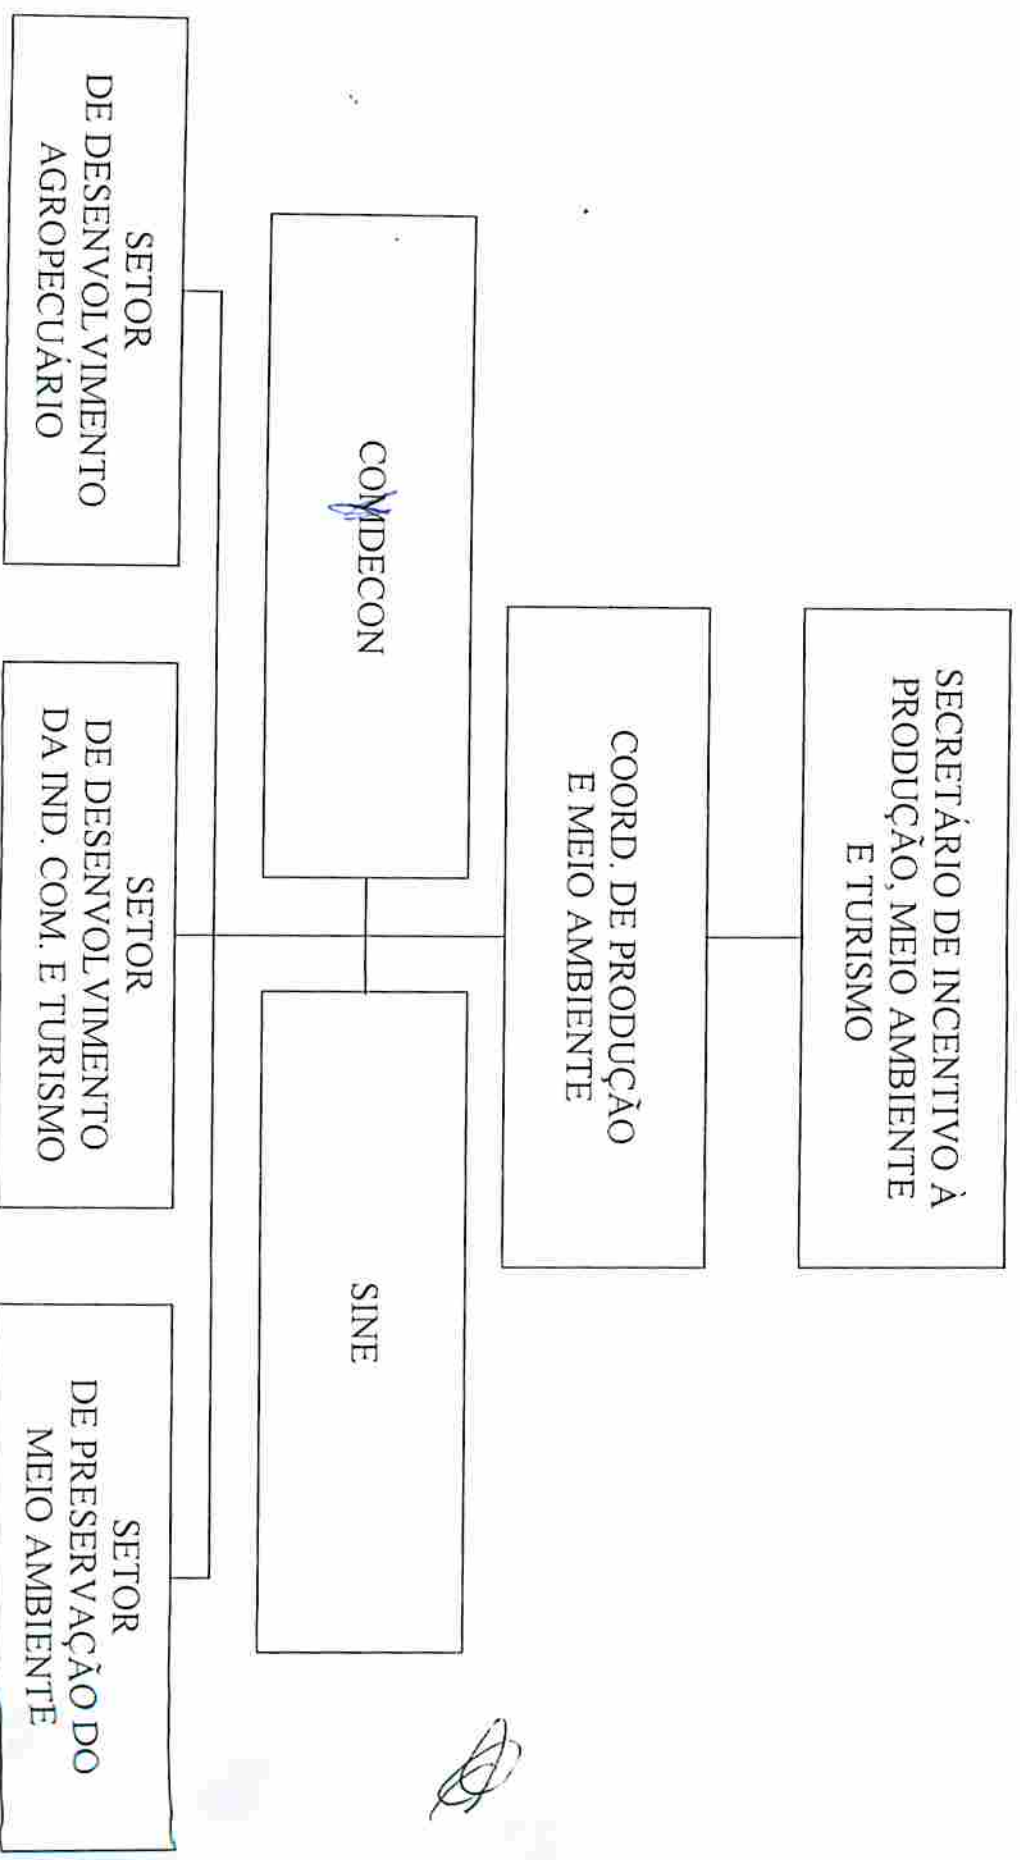 SECRETÁRIO DE INCENTIVO À
PRODUÇÃO, MEIO AMBIENTE
E TURISMO
COORD. DE PRODUÇÃO
E MEIO AMBIENTE
COMDECON
SINE
SETOR
DE DESENVOLVIMENTO
AGROPECUÁRIO
SETOR
DE DESENVOLVIMENTO
DA IND. COM. E TURISMO
SETOR
DE PRESERVAÇÃO DO
MEIO AMBIENTE